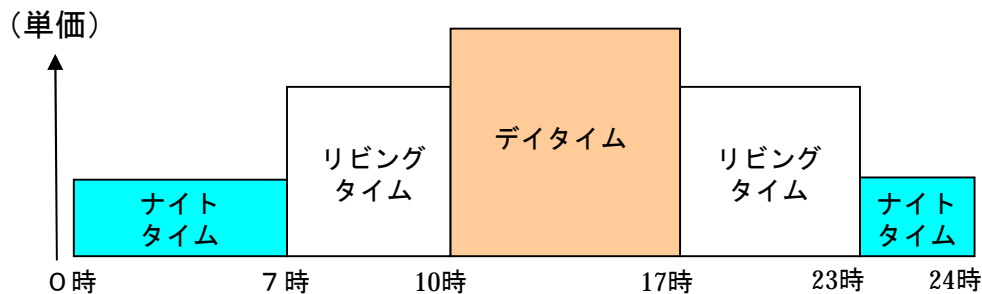 （単価）
デイタイム
リビング
タイム
リビング
タイム
ナイト
タイム
ナイト
タイム
０時
７時
10時
17時
23時
24時